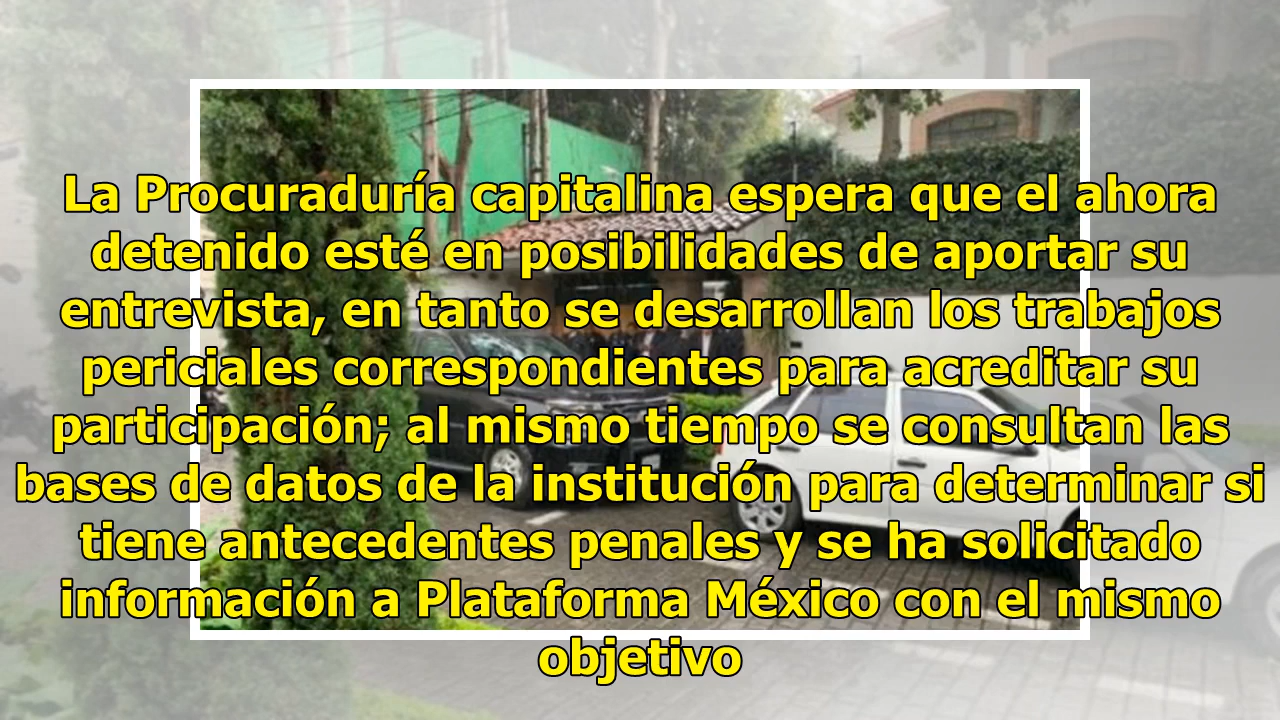 La Procuraduría capitalina espera que el ahora
detenido esté en posibilidades de aportar su
entrevista, en tanto se desarrollan los trabajos
periciales correspondientes para acreditar su
participación; al mismo tiempo se consultan las
bases de datos de la institución para determinar si
tiene antecedentes penales y se ha solicitado
información a Plataforma México con el mismo
objetivo